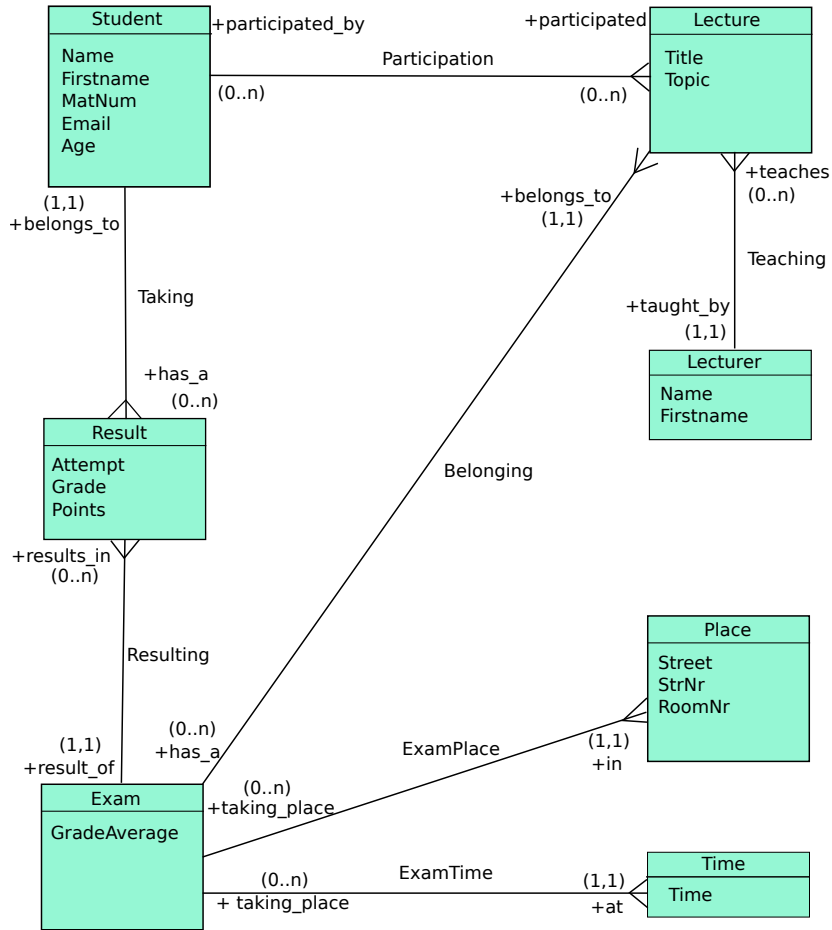 Student
Name
Firstname
MatNum
Email
Age
+participated_by
Participation
(0..n)
+participated
(0..n)
Lecture
Title
Topic
(1,1)
+belongs_to
Taking
+has_a
(0..n)
+belongs_to
(1,1)
+teaches
(0..n)
Teaching
+taught_by
(1,1)
Lecturer
Name
Firstname
Result
Attempt
Grade
Points
+results_in
(0..n)
Belonging
Resulting
(1,1)
+result_of
(0..n)
+has_a
Place
Street
StrNr
RoomNr
ExamPlace
(1,1)
+in
(0..n)
+taking_place
Exam
GradeAverage
(0..n)
+ taking_place
ExamTime
(1,1)
+at
Time
Time